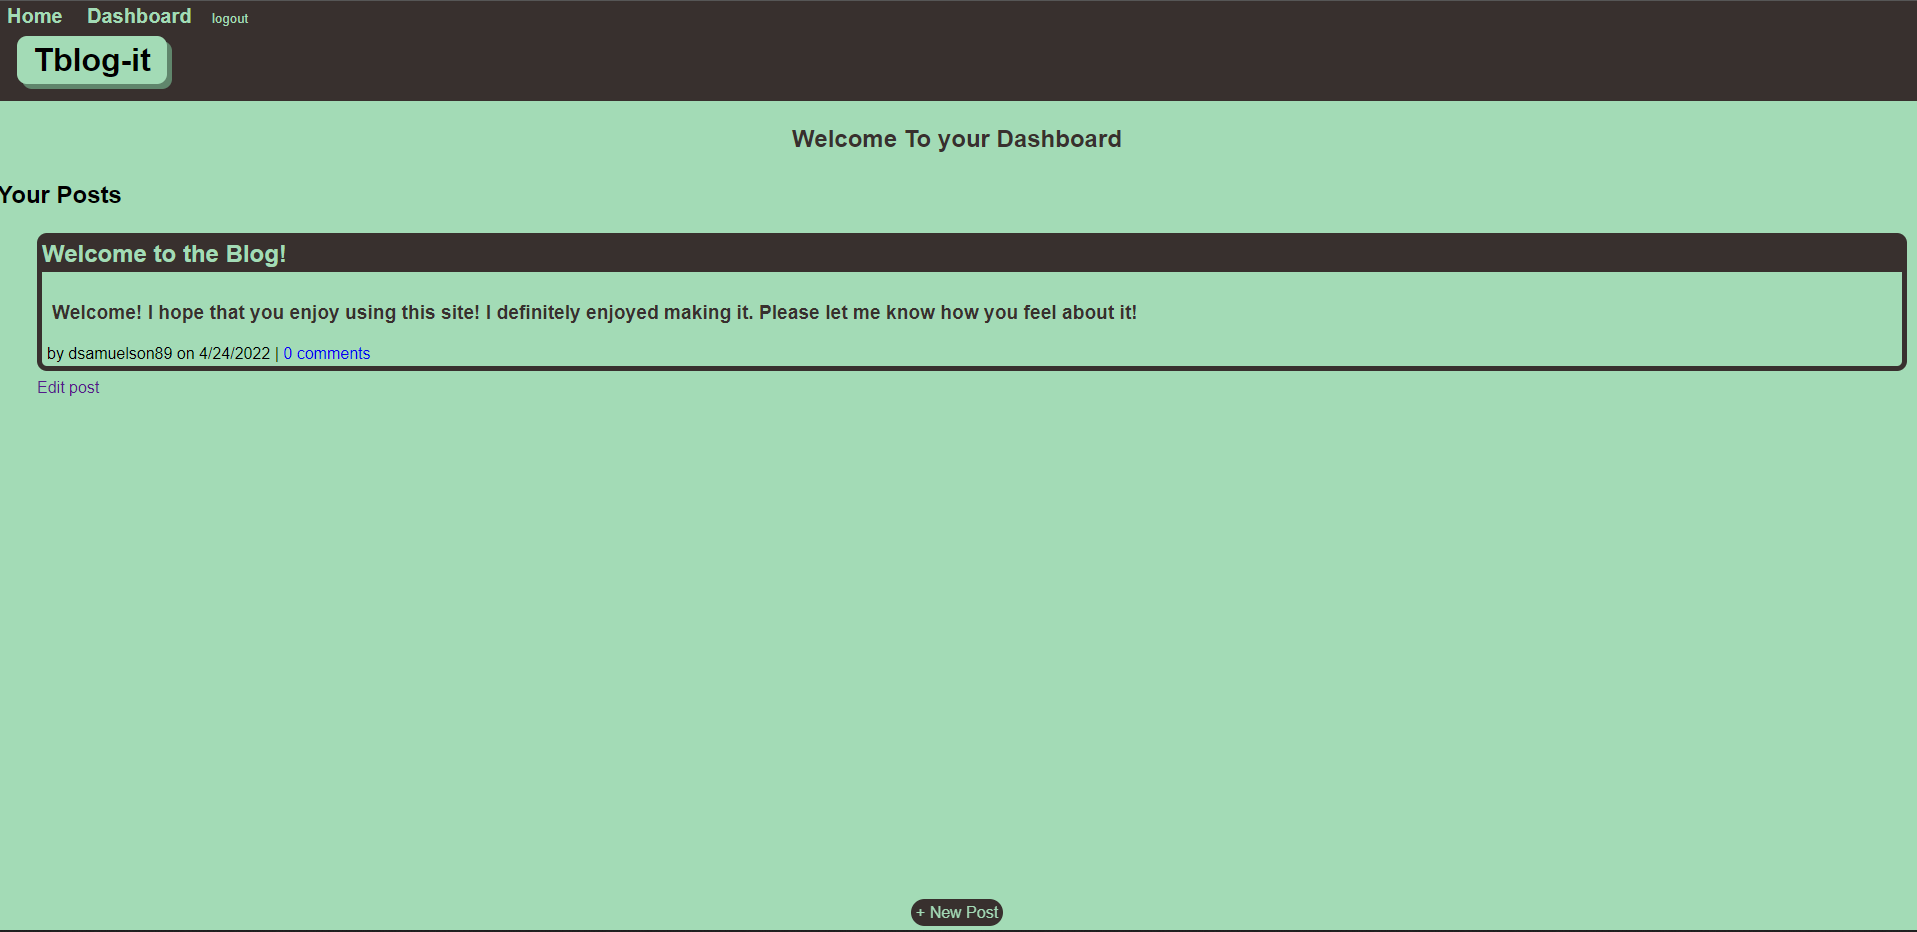 Home Dashboard logout
Tblog-it
Welcome To your Dashboard
Your Posts
Welcome to the Blog!
Welcome! I hope that you enjoy using this site! I definitely enjoyed making it. Please let me know how you feel about it!
by dsamuelson89 on 4/24/2022 | 0 comments
Edit post
+ New Post